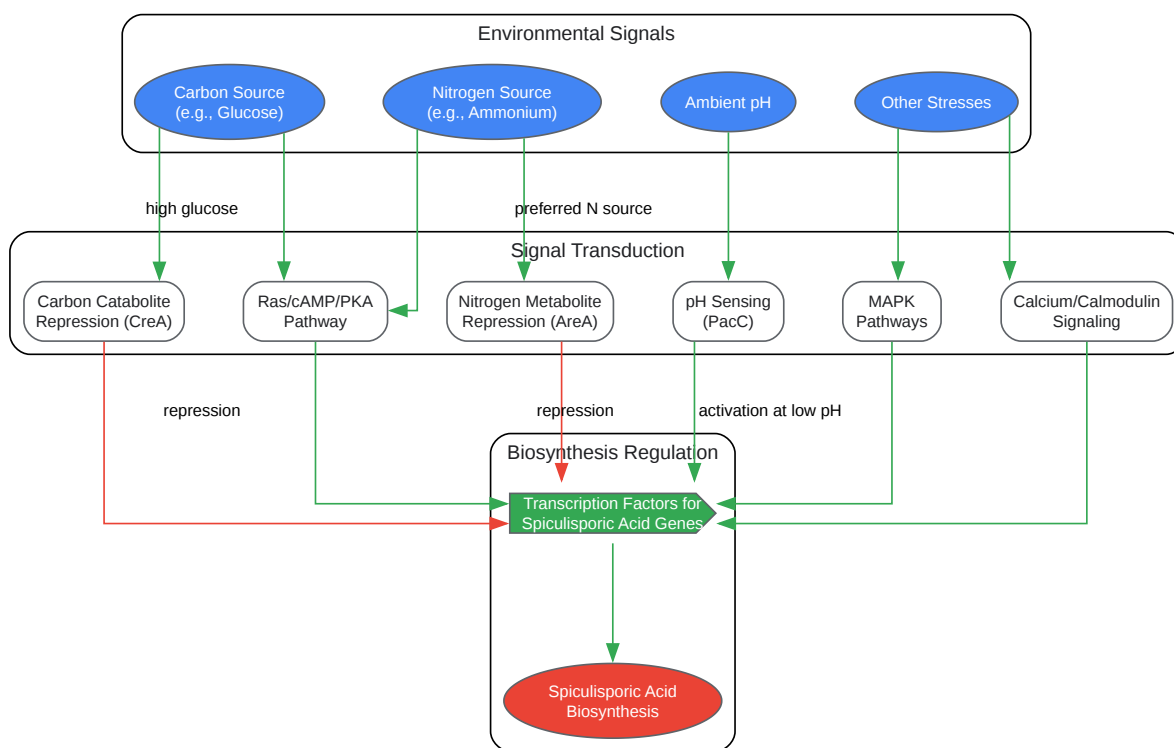 Environmental Signals
Carbon Source
(e.g., Glucose)
Nitrogen Source
(e.g., Ammonium)
Ambient pH
Other Stresses
high glucose
preferred N source
Signal Transduction
Carbon Catabolite
Repression (CreA)
Ras/cAMP/PKA
Pathway
Nitrogen Metabolite
Repression (AreA)
pH Sensing
(PacC)
MAPK
Pathways
Calcium/Calmodulin
Signaling
repression
repression
activation at low pH
Biosynthesis Regulation
Transcription Factors for
Spiculisporic Acid Genes
Spiculisporic Acid
Biosynthesis